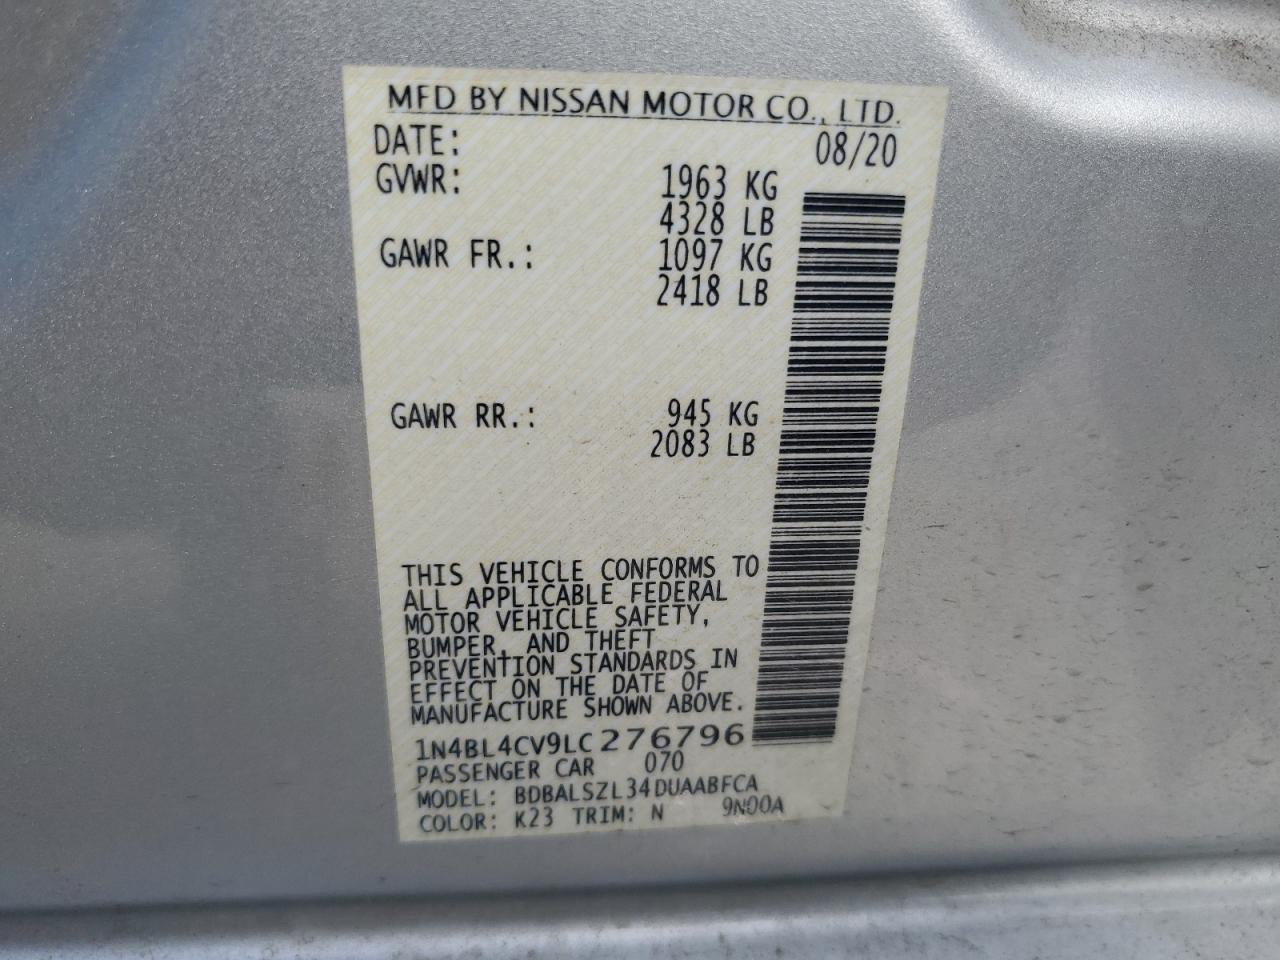 MFD BY NISSAN MOTOR CO., LTD.
DATE: 08/20
GVWR: 1963 KG
4328 LB
GAWR FR.: 1097 KG
2418 LB
GAWR RR.: 945 KG
2083 LB
THIS VEHICLE CONFORMS TO
ALL APPLICABLE FEDERAL
MOTOR VEHICLE SAFETY,
BUMPER, AND THEFT
PREVENTION STANDARDS IN
EFFECT ON THE DATE OF
MANUFACTURE SHOWN ABOVE.
1N4BL4CV9LC276796
PASSENGER CAR 070
MODEL: BDBALSZL34DUAABFCA
COLOR: K23 TRIM: N 9N00A